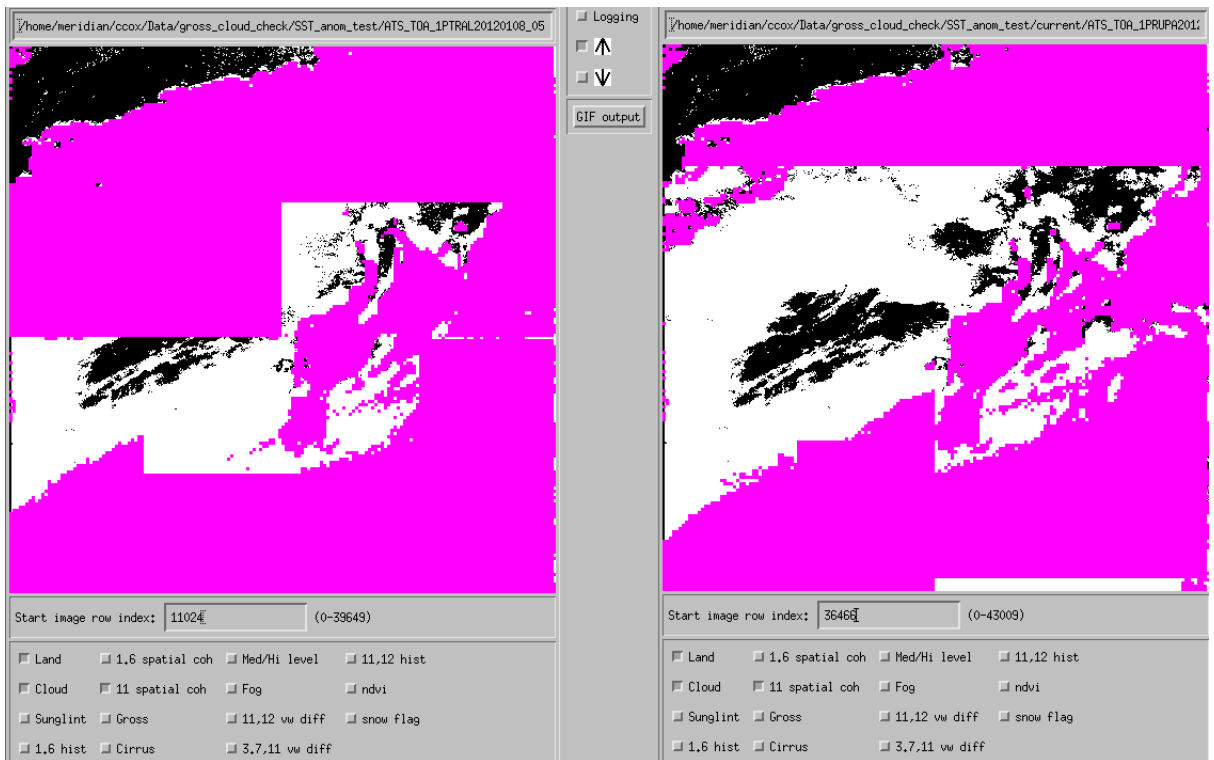 /home/meridian/ccox/Data/gross_cloud_check/SST_anom_test/ATS_TOA_1PTRAL20120108_05
Logging
GIF output
/home/meridian/ccox/Data/gross_cloud_check/SST_anom_test/current/ATS_TOA_1PRUPA201
Start image row index: 11024 (0-39649)
Land 1.6 spatial coh Med/Hi level 11,12 hist
Cloud 11 spatial coh Fog ndvi
Sunglint Gross 11,12 vw diff snow flag
1.6 hist Cirrus 3.7,11 vw diff
Start image row index: 36466 (0-43009)
Land 1.6 spatial coh Med/Hi level 11,12 hist
Cloud 11 spatial coh Fog ndvi
Sunglint Gross 11,12 vw diff snow flag
1.6 hist Cirrus 3.7,11 vw diff